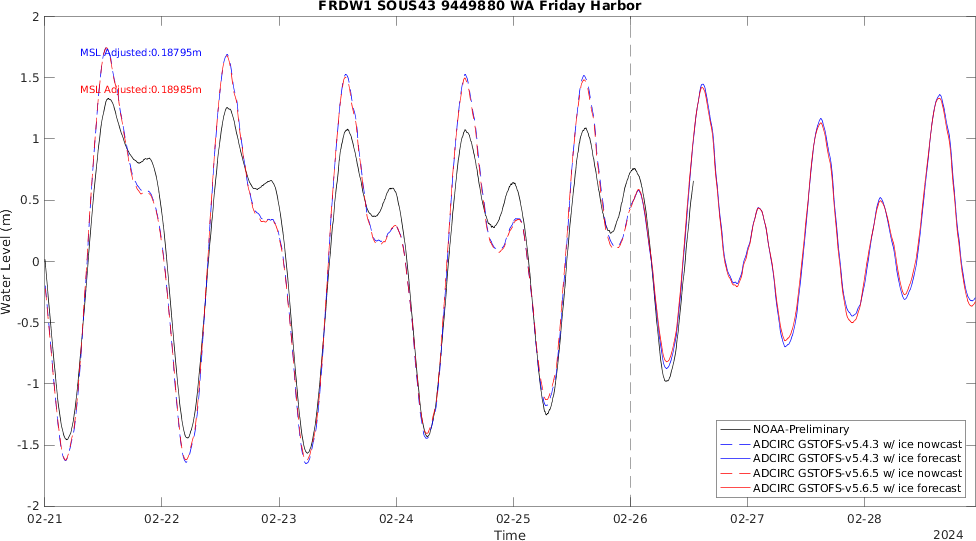 FRDW1 SOUS43 9449880 WA Friday Harbor
2
MSL Adjusted:0.18795m
1.5
MSL Adjusted:0.18985m
1
0.5
0
Water Level (m)
-0.5
-1
-1.5
-2
NOAA-Preliminary
ADCIRC GSTOFS-v5.4.3 w/ ice nowcast
ADCIRC GSTOFS-v5.4.3 w/ ice forecast
ADCIRC GSTOFS-v5.6.5 w/ ice nowcast
ADCIRC GSTOFS-v5.6.5 w/ ice forecast
02-21 02-22 02-23 02-24 02-25 02-26 02-27 02-28
Time
2024